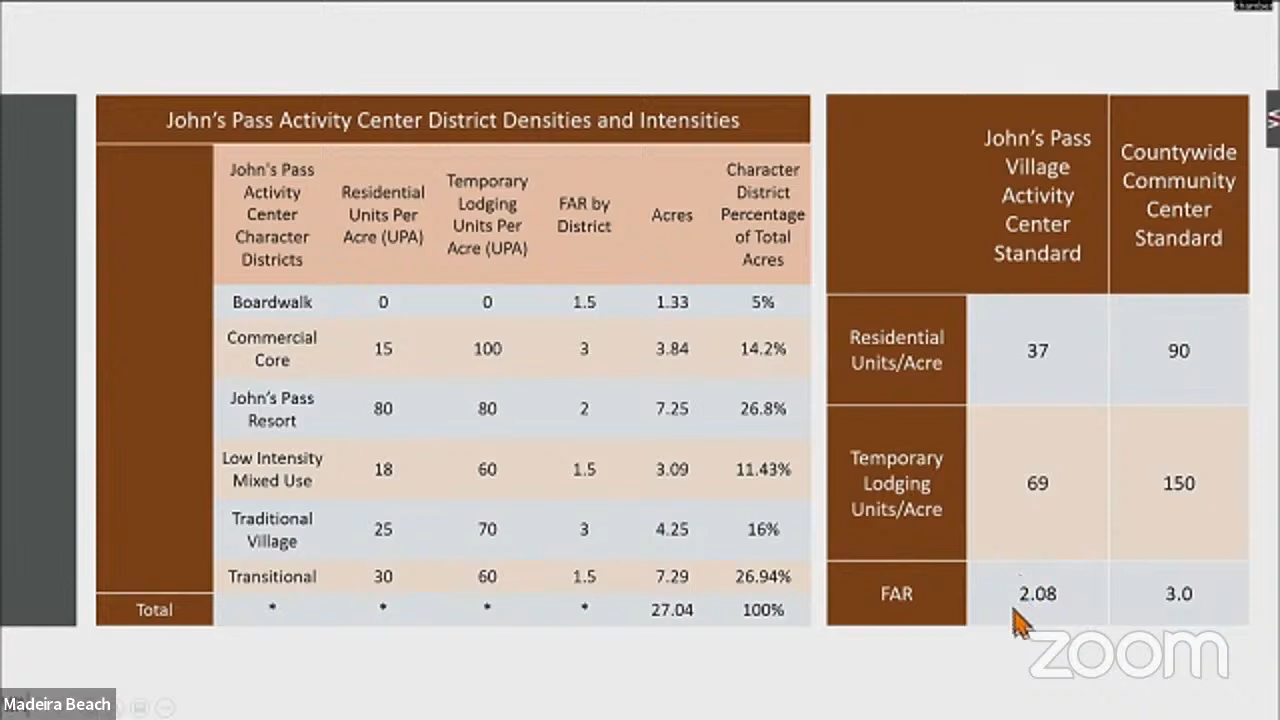 chamber
John's Pass Activity Center District Densities and Intensities
John's Pass
Activity
Center
Character
Districts
Residential
Units Per
Acre (UPA)
Temporary
Lodging
Units Per
Acre (UPA)
FAR by
District
Acres
Character
District
Percentage
of Total
Acres
Boardwalk 0 0 1.5 1.33 5%
Commercial
Core
15 100 3 3.84 14.2%
John's Pass
Resort
80 80 2 7.25 26.8%
Low Intensity
Mixed Use
18 60 1.5 3.09 11.43%
Traditional
Village
25 70 3 4.25 16%
Transitional 30 60 1.5 7.29 26.94%
Total * * * * 27.04 100%
John's Pass
Village
Activity
Center
Standard
Countywide
Community
Center
Standard
Residential
Units/Acre
37 90
Temporary
Lodging
Units/Acre
69 150
FAR 2.08 3.0
zoom
Madeira Beach